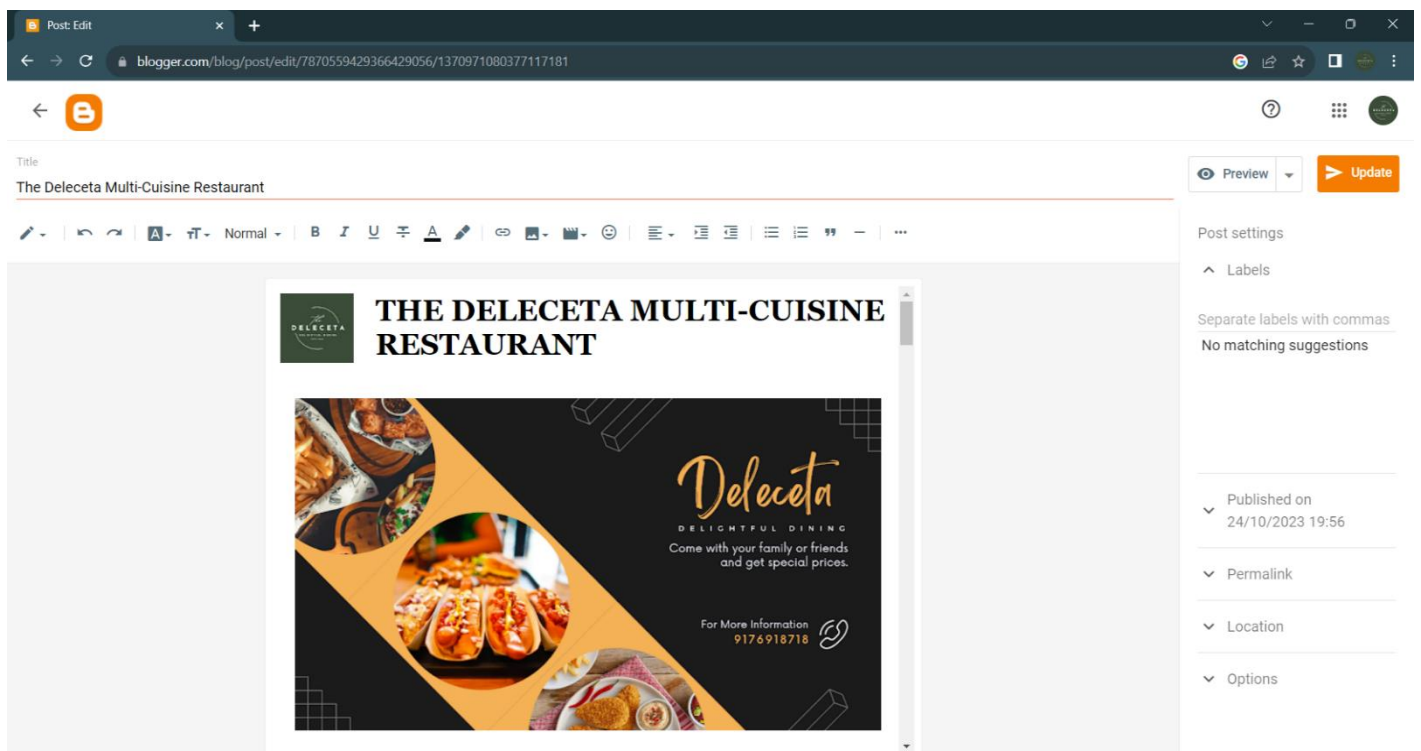 Post: Edit
blogger.com/blog/post/edit/7870559429366429056/1370971080377117181
Title
The Deleceta Multi-Cuisine Restaurant
Preview
Update
Normal
B I U A
Post settings
Labels
Separate labels with commas
No matching suggestions
Published on
24/10/2023 19:56
Permalink
Location
Options
DELECETA
THE DELECETA MULTI-CUISINE
RESTAURANT
Deleceta
DELIGHTFUL DINING
Come with your family or friends
and get special prices.
For More Information
9176918718